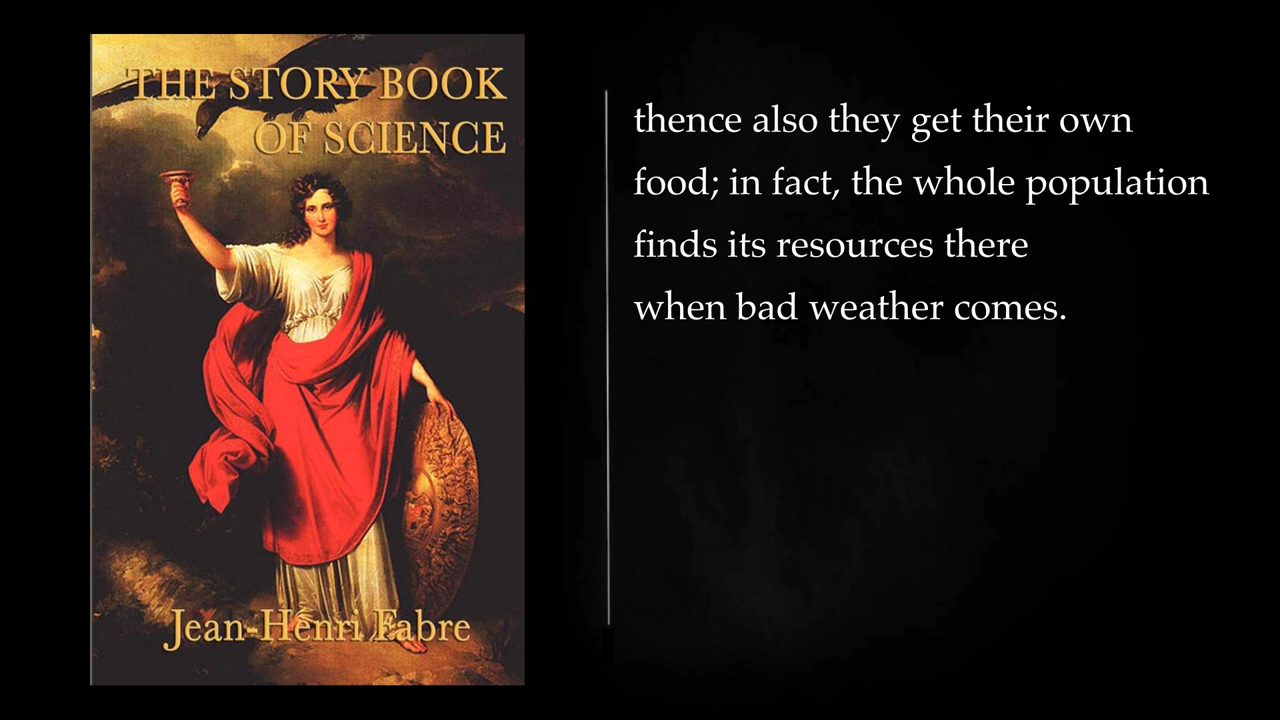 THE STORY BOOK
OF SCIENCE
Jean-Henri Fabre
thence also they get their own
food; in fact, the whole population
finds its resources there
when bad weather comes.